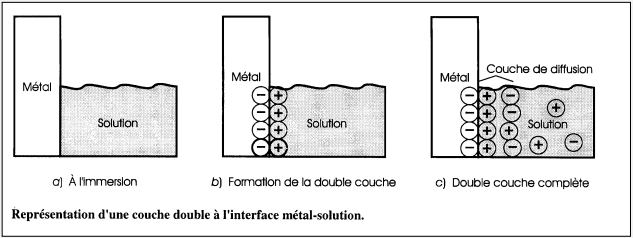 Métal
Solution
a) À l'immersion
Métal
Solution
b) Formation de la double couche
Couche de diffusion
Métal
Solution
c) Double couche complète
Représentation d'une couche double à l'interface métal-solution.